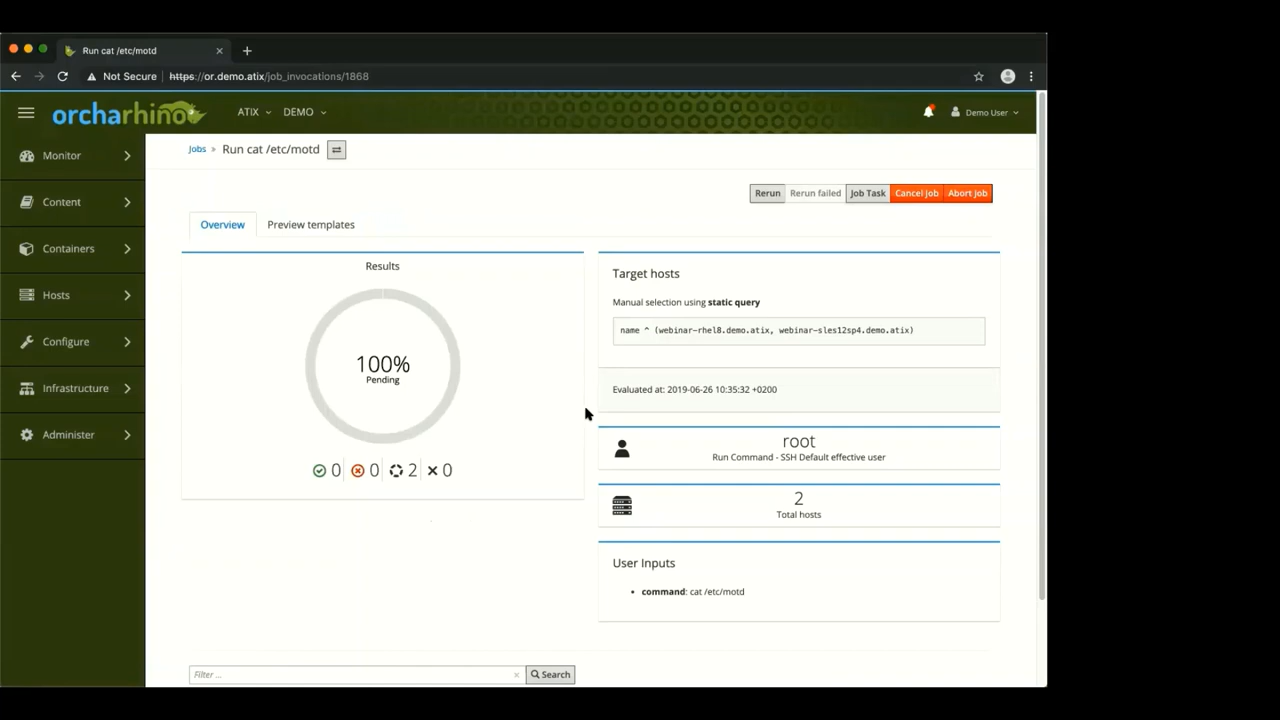 Run cat /etc/motd
Not Secure https://or.demo.atix/job_invocations/1868
orcharhino ATIX DEMO Demo User
Monitor
Content
Containers
Hosts
Configure
Infrastructure
Administer
Jobs » Run cat /etc/motd
Rerun Rerun failed Job Task Cancel Job Abort Job
Overview Preview templates
Results
100%
Pending
0 0 2 0
Target hosts
Manual selection using static query
name ^ (webinar-rhel8.demo.atix, webinar-sles12sp4.demo.atix)
Evaluated at: 2019-06-26 10:35:32 +0200
root
Run Command - SSH Default effective user
2
Total hosts
User Inputs
• command: cat /etc/motd
Filter ... Search